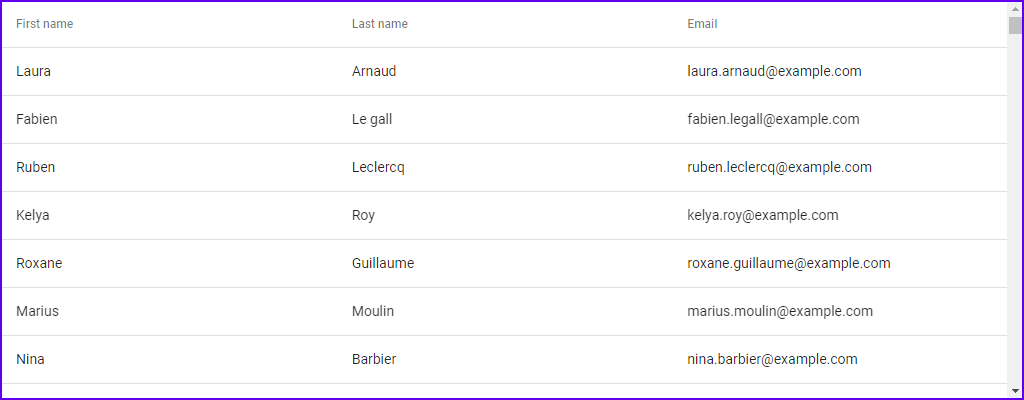 First name Last name Email
Laura Arnaud laura.arnaud@example.com
Fabien Le gall fabien.legall@example.com
Ruben Leclercq ruben.leclercq@example.com
Kelya Roy kelya.roy@example.com
Roxane Guillaume roxane.guillaume@example.com
Marius Moulin marius.moulin@example.com
Nina Barbier nina.barbier@example.com